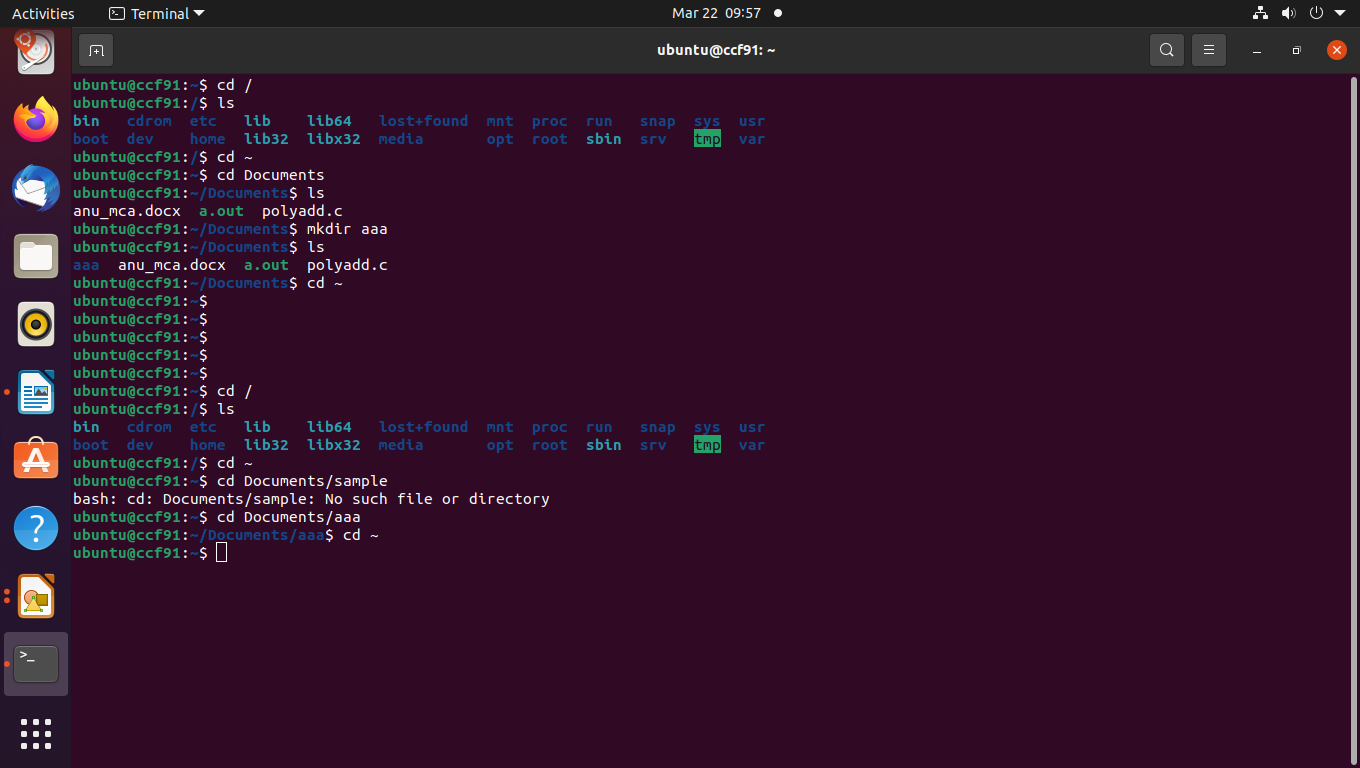 Activities Terminal Mar 22 09:57
ubuntu@ccf91: ~
ubuntu@ccf91:~$ cd /
ubuntu@ccf91:/$ ls
bin cdrom etc lib lib64 lost+found mnt proc run snap sys usr
boot dev home lib32 libx32 media opt root sbin srv tmp var
ubuntu@ccf91:/$ cd ~
ubuntu@ccf91:~$ cd Documents
ubuntu@ccf91:~/Documents$ ls
anu_mca.docx a.out polyadd.c
ubuntu@ccf91:~/Documents$ mkdir aaa
ubuntu@ccf91:~/Documents$ ls
aaa anu_mca.docx a.out polyadd.c
ubuntu@ccf91:~/Documents$ cd ~
ubuntu@ccf91:~$
ubuntu@ccf91:~$
ubuntu@ccf91:~$
ubuntu@ccf91:~$
ubuntu@ccf91:~$
ubuntu@ccf91:~$ cd /
ubuntu@ccf91:/$ ls
bin cdrom etc lib lib64 lost+found mnt proc run snap sys usr
boot dev home lib32 libx32 media opt root sbin srv tmp var
ubuntu@ccf91:/$ cd ~
ubuntu@ccf91:~$ cd Documents/sample
bash: cd: Documents/sample: No such file or directory
ubuntu@ccf91:~$ cd Documents/aaa
ubuntu@ccf91:~/Documents/aaa$ cd ~
ubuntu@ccf91:~$